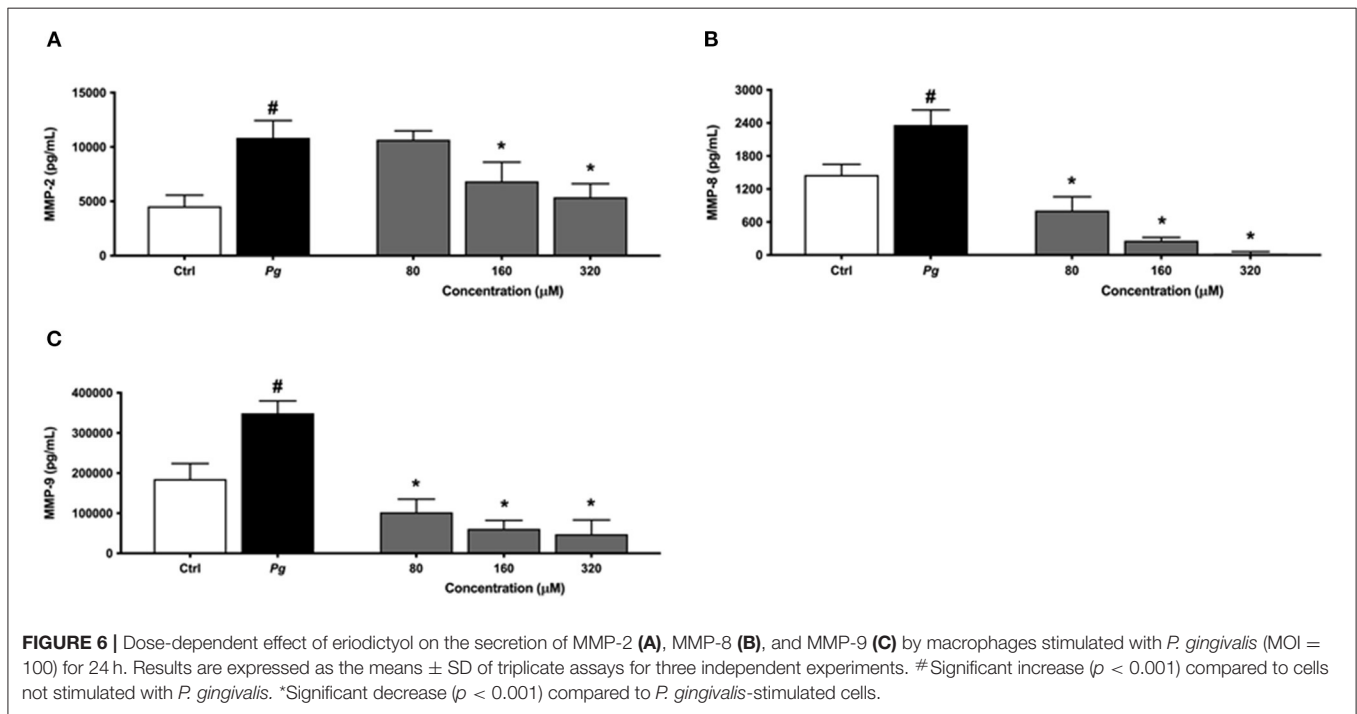 A
15000
10000
5000
0
MMP-2 (pg/mL)
#
*
*
Ctrl
Pg
80
160
320
Concentration (μM)
B
3000
2400
1800
1200
600
0
MMP-8 (pg/mL)
#
*
*
*
Ctrl
Pg
80
160
320
Concentration (μM)
C
400000
300000
200000
100000
0
MMP-9 (pg/mL)
#
*
*
*
Ctrl
Pg
80
160
320
Concentration (μM)
FIGURE 6 | Dose-dependent effect of eriodictyol on the secretion of MMP-2 (A), MMP-8 (B), and MMP-9 (C) by macrophages stimulated with P. gingivalis (MOI =
100) for 24 h. Results are expressed as the means ± SD of triplicate assays for three independent experiments. #Significant increase (p < 0.001) compared to cells
not stimulated with P. gingivalis. *Significant decrease (p < 0.001) compared to P. gingivalis-stimulated cells.